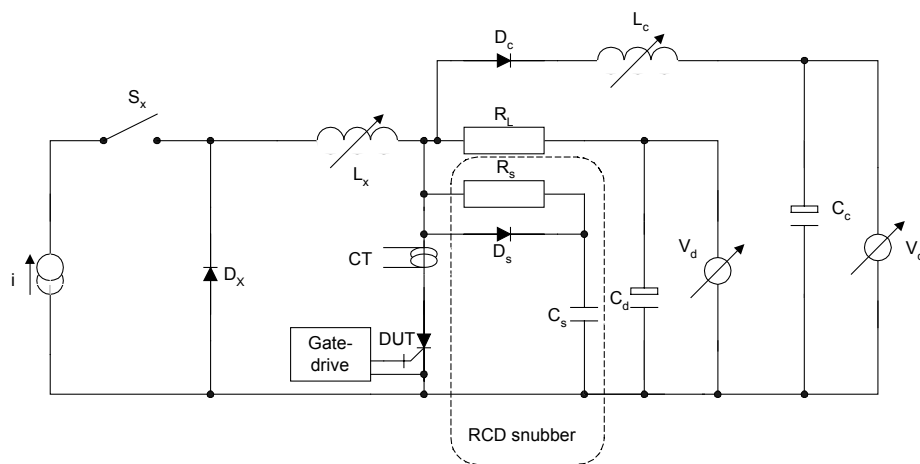 D_c
L_c
S_x
R_L
L_x
R_s
C_c
CT
D_s
V_d
V_c
i
D_X
C_s
C_d
DUT
Gate-
drive
RCD snubber